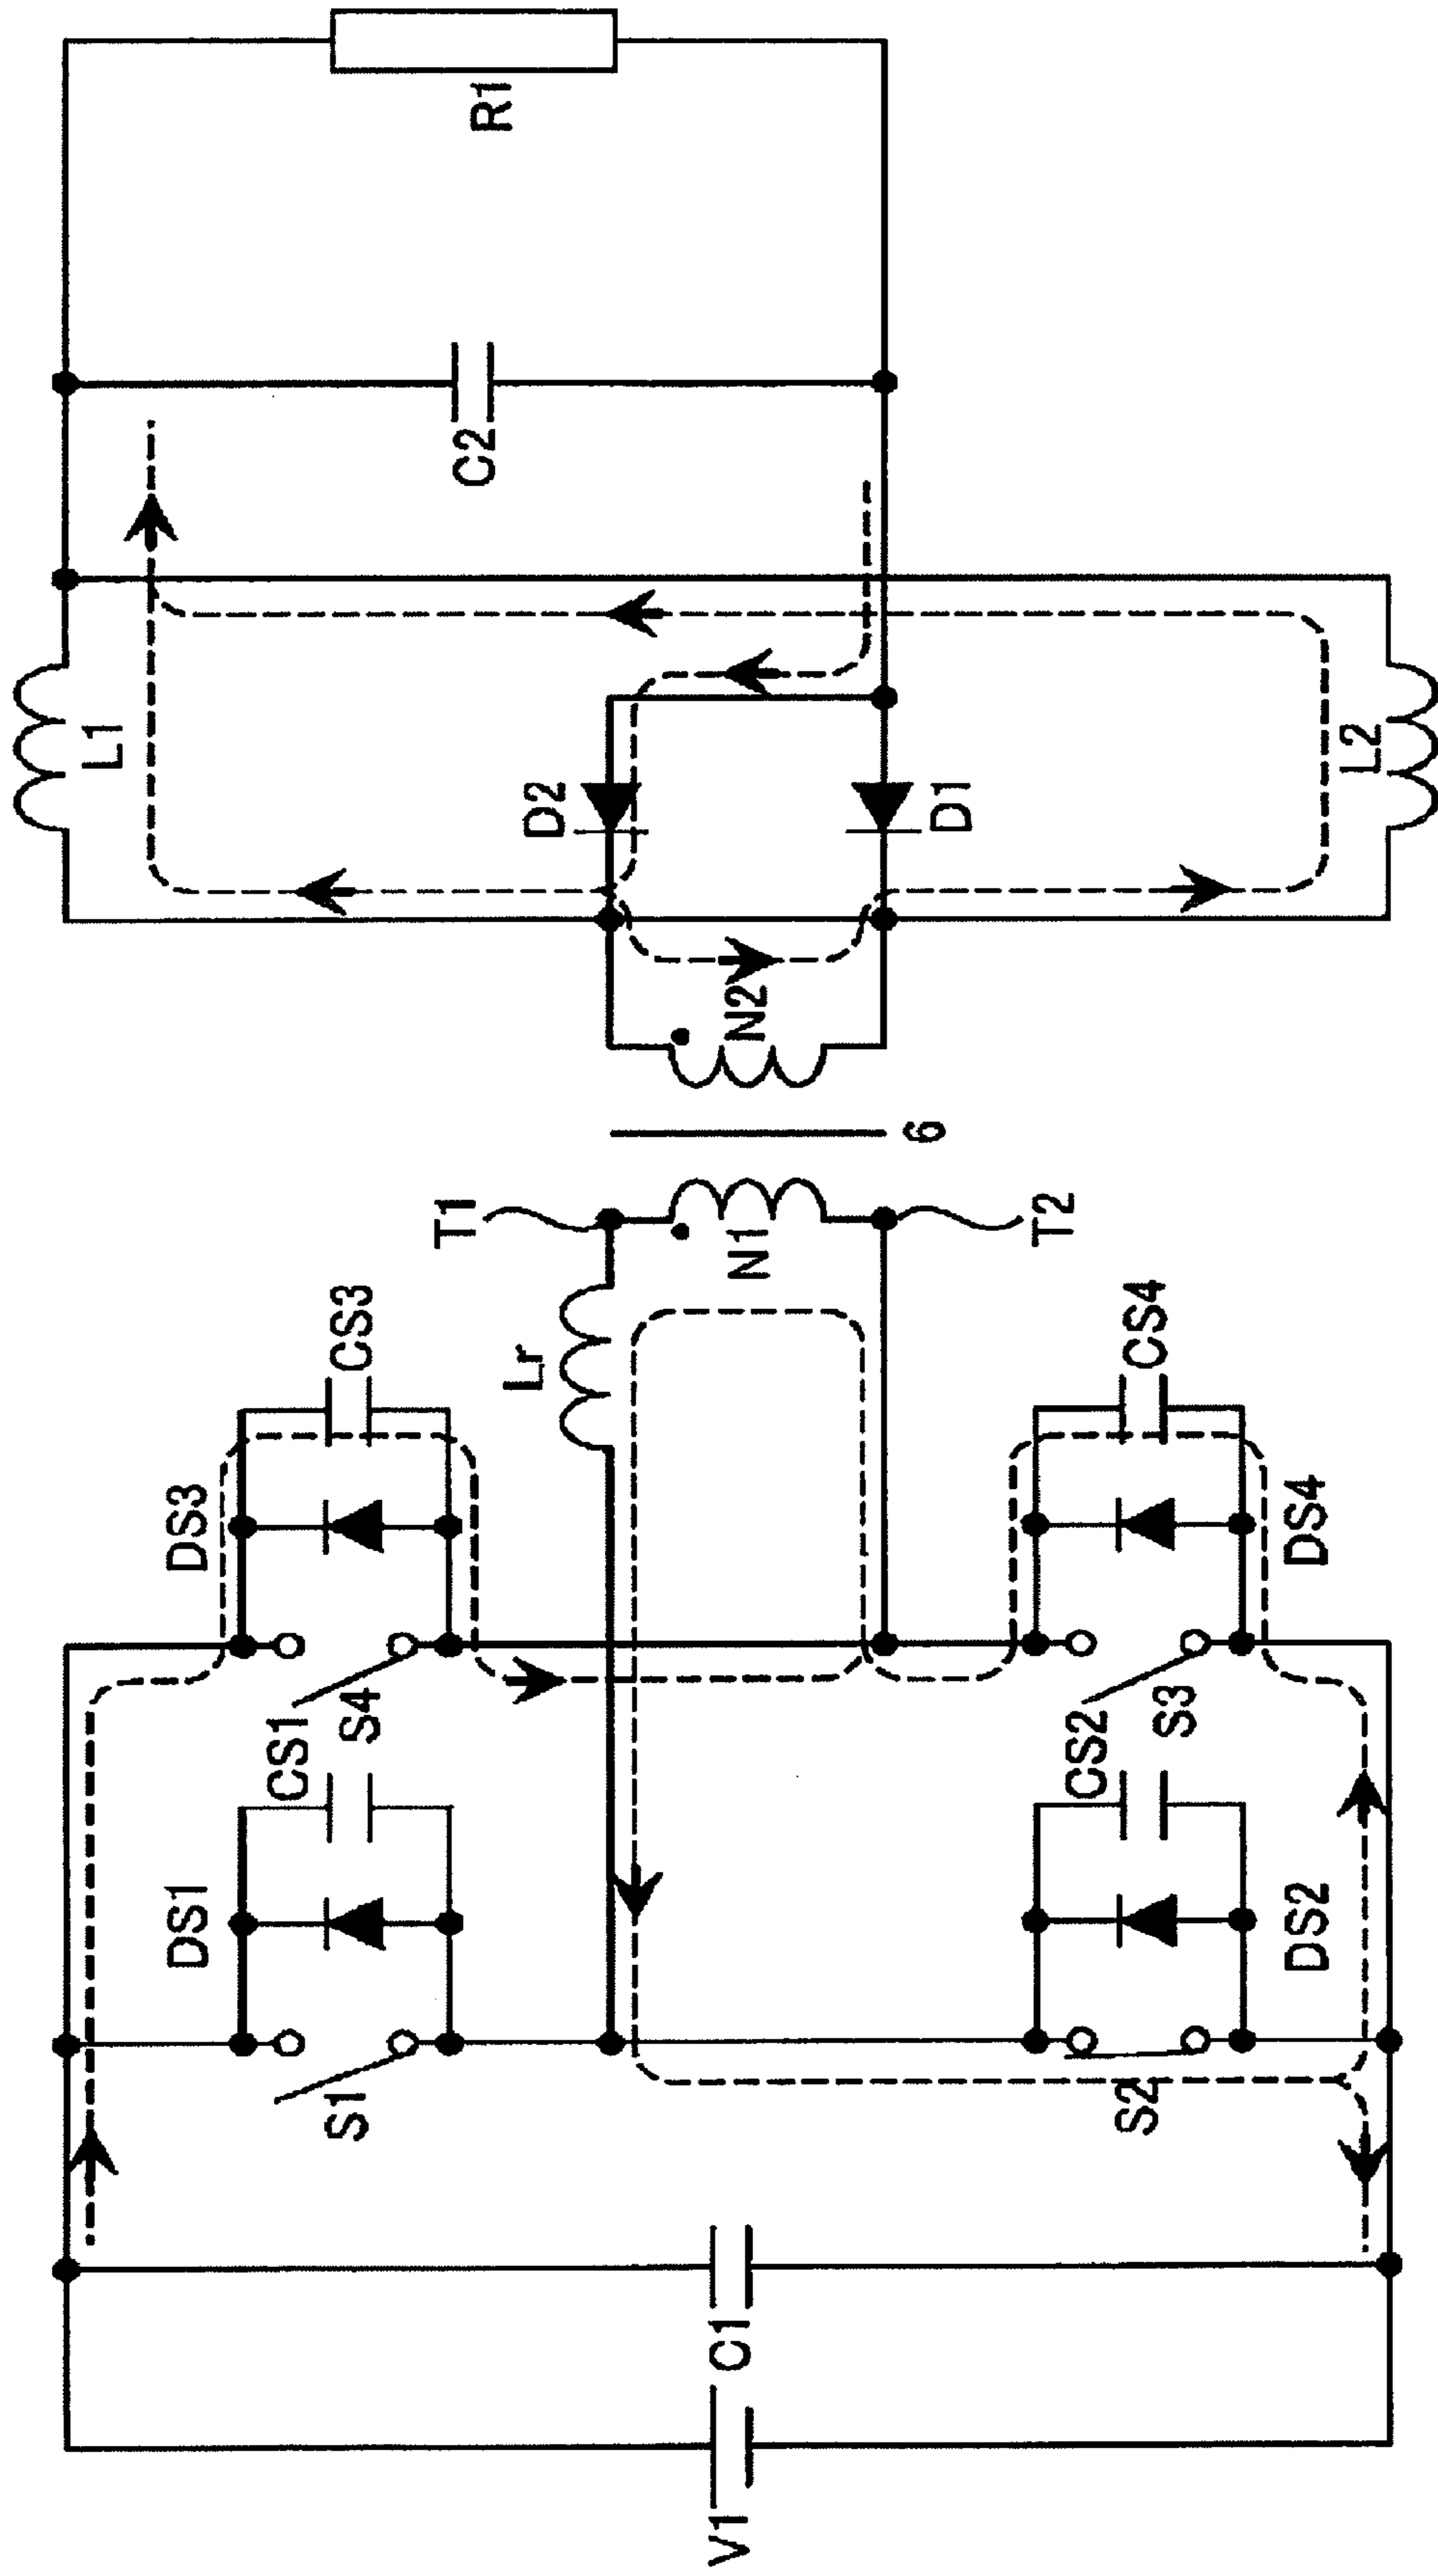 V1
C1
S1
DS1
CS1
S2
DS2
CS2
S4
DS3
CS3
S3
DS4
CS4
Lr
T1
N1
T2
6
N2
D2
D1
L1
L2
C2
R1